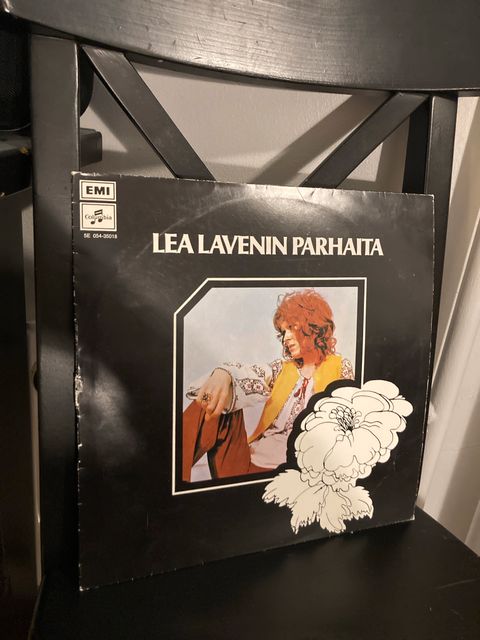 EMI
Columbia
5E 054-35018
LEA LAVENIN PARHAITA